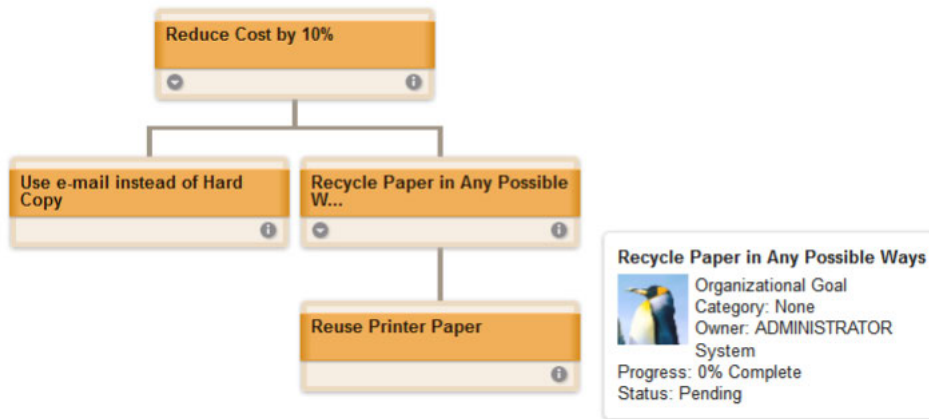 Reduce Cost by 10%
Use e-mail instead of Hard
Copy
Recycle Paper in Any Possible
W...
Reuse Printer Paper
Recycle Paper in Any Possible Ways
Organizational Goal
Category: None
Owner: ADMINISTRATOR
System
Progress: 0% Complete
Status: Pending